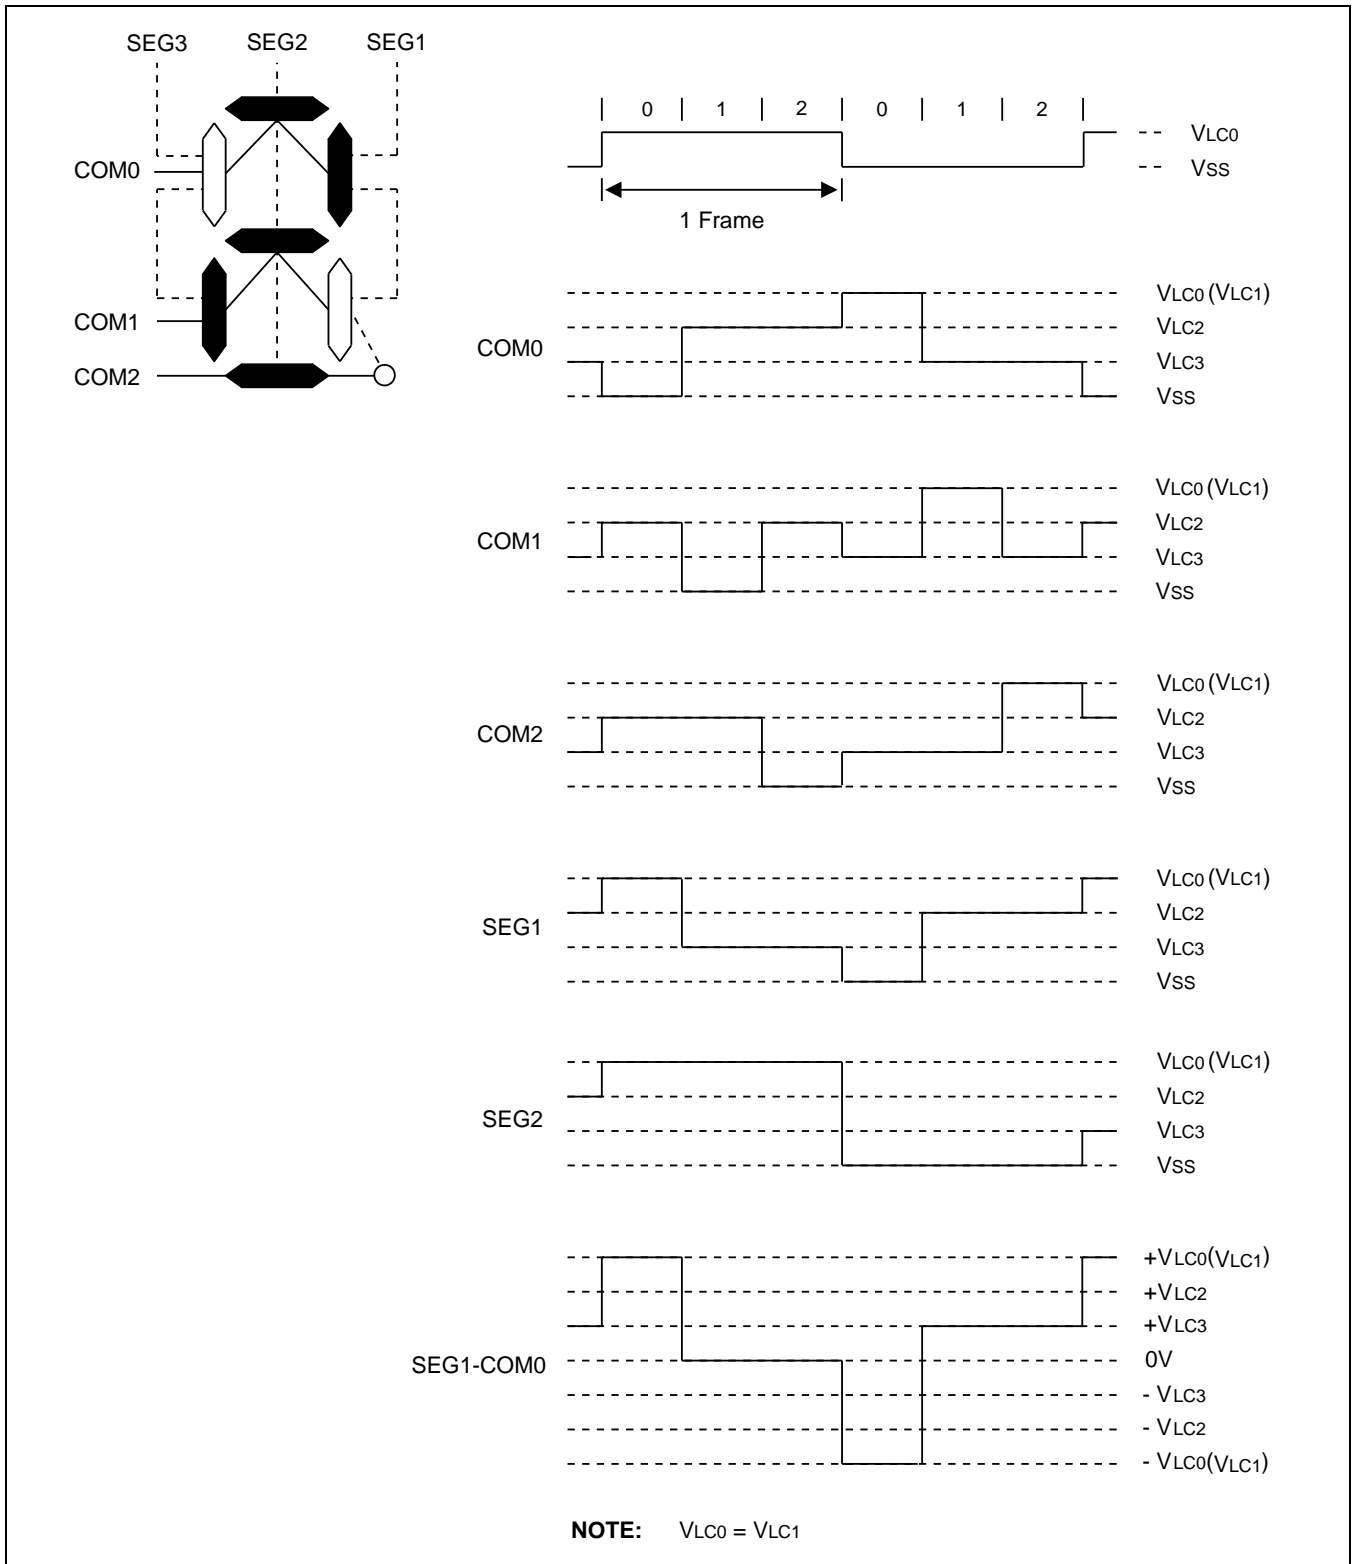 SEG3 SEG2 SEG1
COM0
COM1
COM2
0 1 2 0 1 2
VLC0
VSS
1 Frame
COM0
VLC0 (VLC1)
VLC2
VLC3
VSS
COM1
VLC0 (VLC1)
VLC2
VLC3
VSS
COM2
VLC0 (VLC1)
VLC2
VLC3
VSS
SEG1
VLC0 (VLC1)
VLC2
VLC3
VSS
SEG2
VLC0 (VLC1)
VLC2
VLC3
VSS
SEG1-COM0
+VLC0(VLC1)
+VLC2
+VLC3
0V
- VLC3
- VLC2
- VLC0(VLC1)
NOTE: VLC0 = VLC1